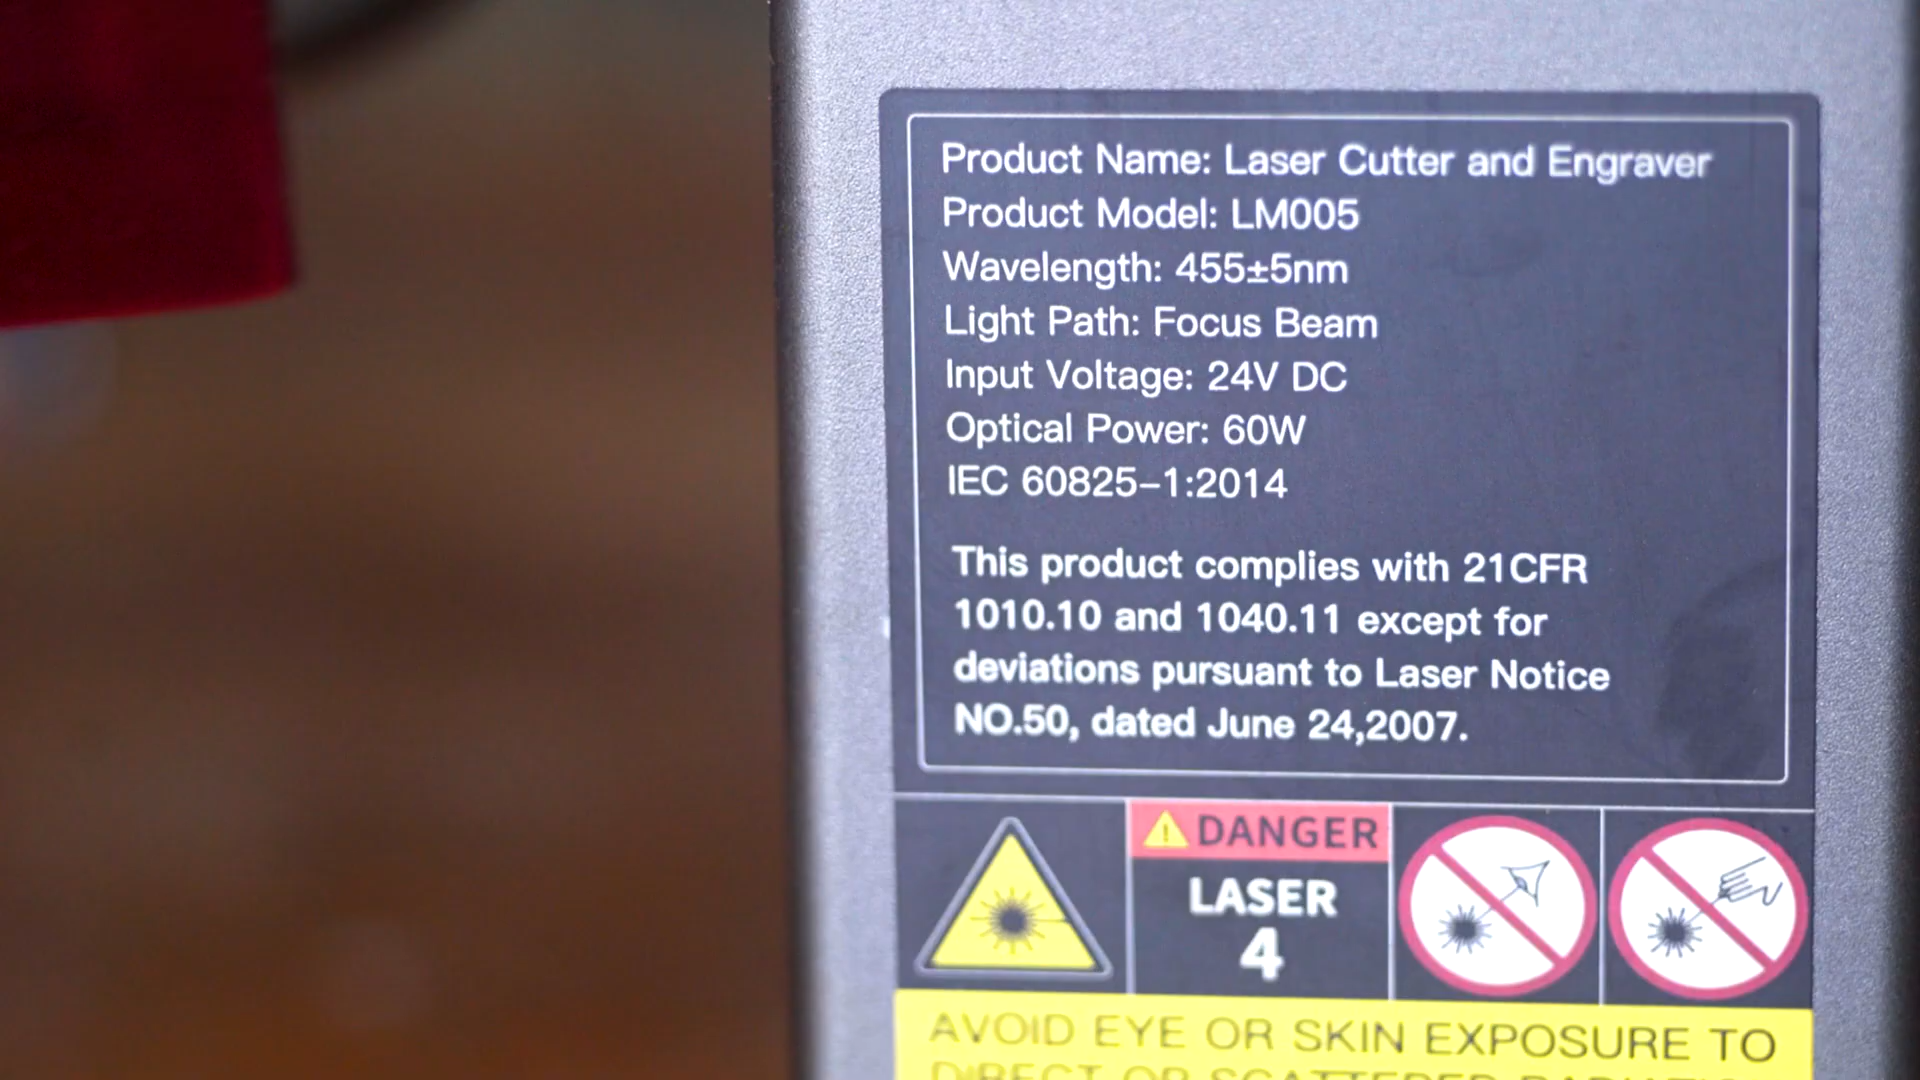 Product Name: Laser Cutter and Engraver
Product Model: LM005
Wavelength: 455±5nm
Light Path: Focus Beam
Input Voltage: 24V DC
Optical Power: 60W
IEC 60825-1:2014
This product complies with 21CFR
1010.10 and 1040.11 except for
deviations pursuant to Laser Notice
NO.50, dated June 24,2007.
DANGER
LASER
4
AVOID EYE OR SKIN EXPOSURE TO
DIRECT OR SCATTERED